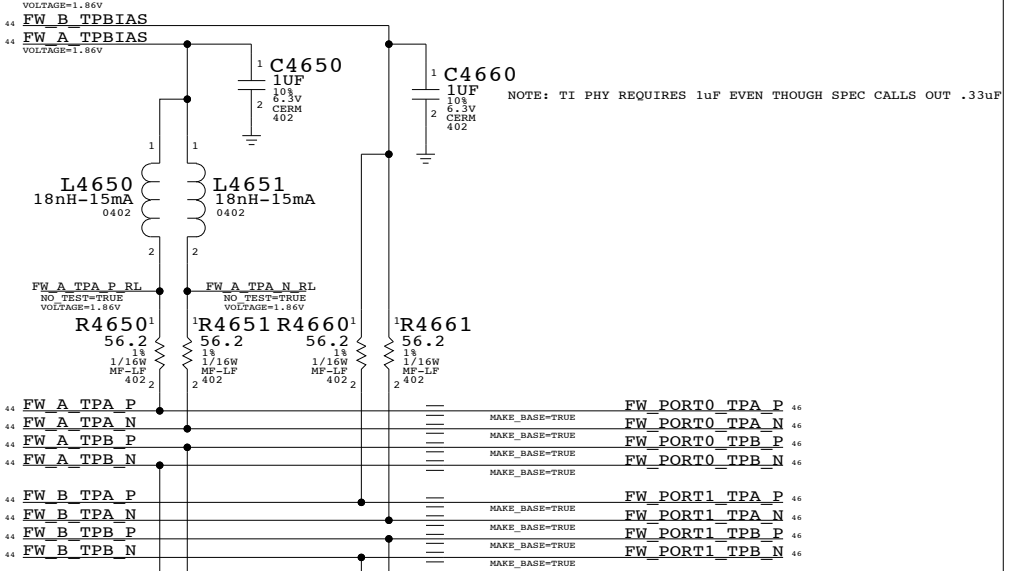 VOLTAGE=1.86V
44 FW_B_TPBIAS
44 FW_A_TPBIAS
VOLTAGE=1.86V
1 C4650
1UF
10%
6.3V
2 CERM
402
1 C4660
1UF
10%
6.3V
2 CERM
402
NOTE: TI PHY REQUIRES 1uF EVEN THOUGH SPEC CALLS OUT .33uF
1 1
L4650 L4651
18nH-15mA 18nH-15mA
0402 0402
2 2
FW_A_TPA_P_RL FW_A_TPA_N_RL
NO_TEST=TRUE NO_TEST=TRUE
VOLTAGE=1.86V VOLTAGE=1.86V
R4650 1 1 R4651 R4660 1 1 R4661
56.2 56.2 56.2 56.2
1% 1% 1% 1%
1/16W 1/16W 1/16W 1/16W
MF-LF MF-LF MF-LF MF-LF
402 2 2 402 402 2 2 402
44 FW_A_TPA_P FW_PORT0_TPA_P 46
MAKE_BASE=TRUE
44 FW_A_TPA_N FW_PORT0_TPA_N 46
MAKE_BASE=TRUE
44 FW_A_TPB_P FW_PORT0_TPB_P 46
MAKE_BASE=TRUE
44 FW_A_TPB_N FW_PORT0_TPB_N 46
MAKE_BASE=TRUE
44 FW_B_TPA_P FW_PORT1_TPA_P 46
MAKE_BASE=TRUE
44 FW_B_TPA_N FW_PORT1_TPA_N 46
MAKE_BASE=TRUE
44 FW_B_TPB_P FW_PORT1_TPB_P 46
MAKE_BASE=TRUE
44 FW_B_TPB_N FW_PORT1_TPB_N 46
MAKE_BASE=TRUE